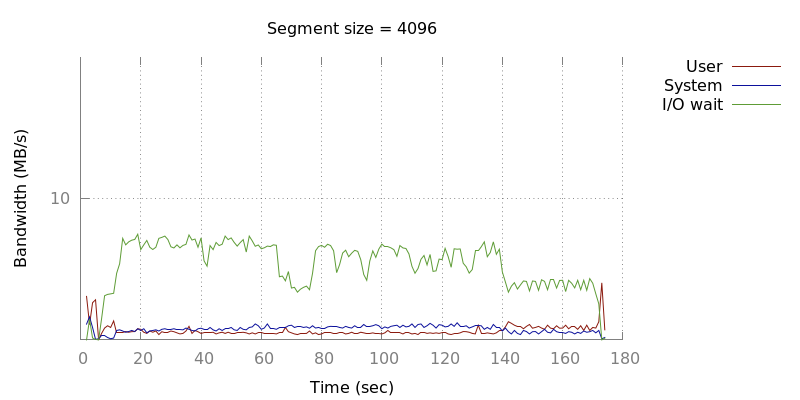 Segment size = 4096
User
System
I/O wait
Bandwidth (MB/s)
10
0 20 40 60 80 100 120 140 160 180
Time (sec)